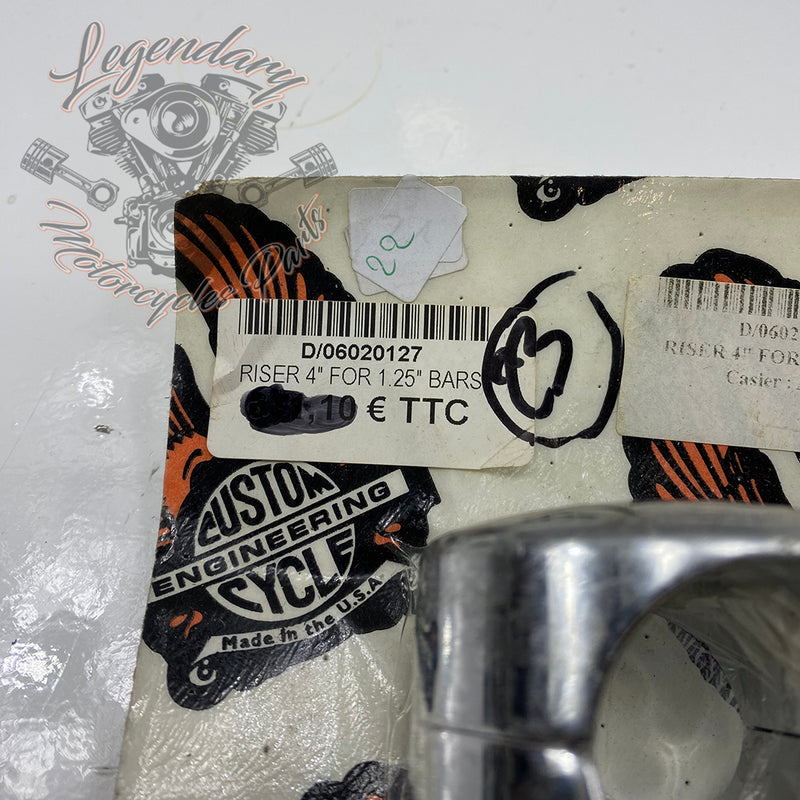 Legendary
Motorcycles Parts
22
D/06020127
RISER 4" FOR 1.25" BARS
,10 € TTC
D/0602
RISER 4" FOR
Casier :
CUSTOM
ENGINEERING
CYCLE
Made in the U.S.A.